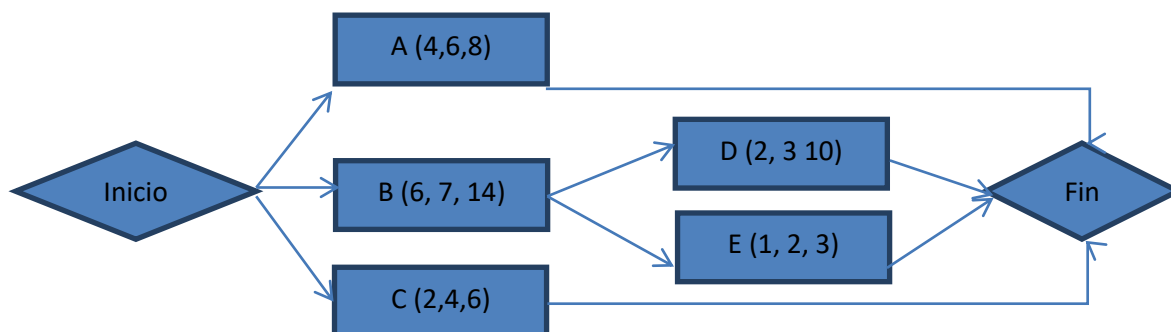 A (4,6,8)
D (2, 3 10)
Inicio
B (6, 7, 14)
Fin
E (1, 2, 3)
C (2,4,6)